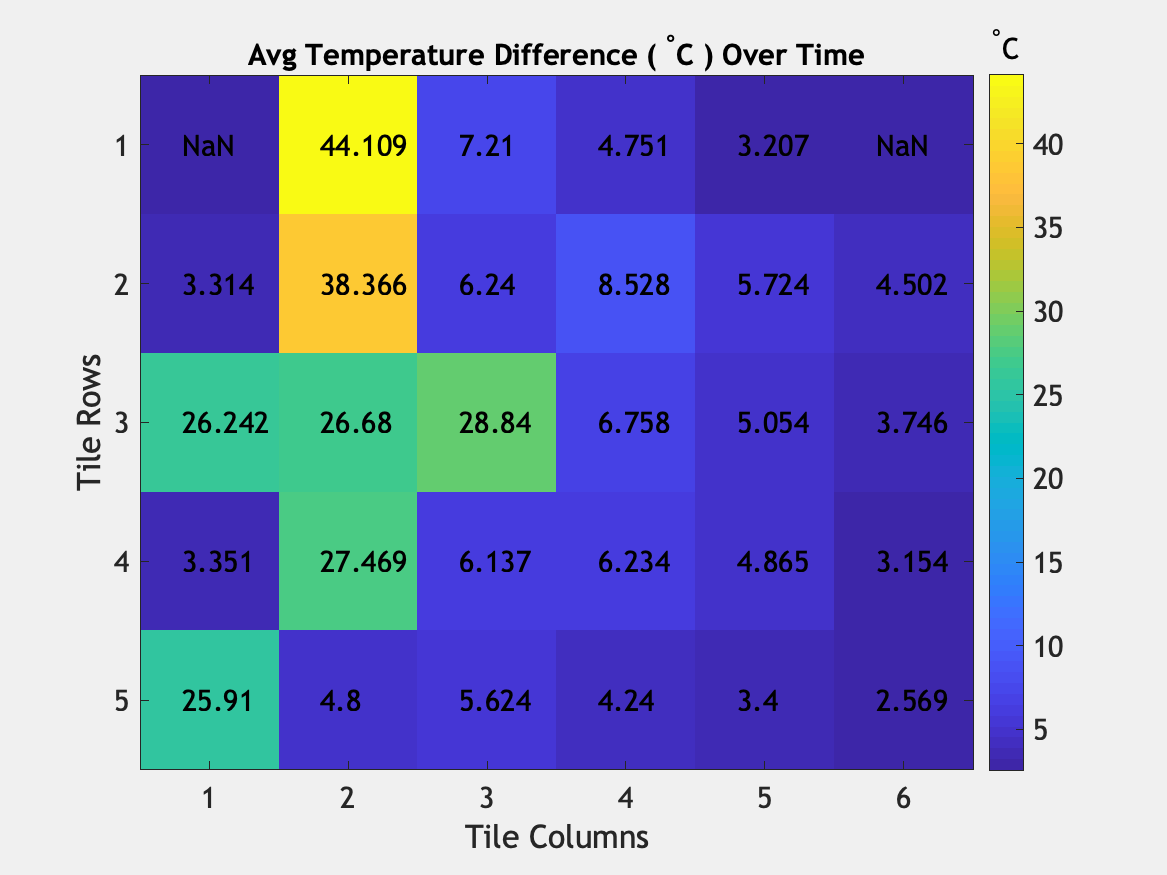 °C
Avg Temperature Difference ( °C ) Over Time
1 NaN 44.109 7.21 4.751 3.207 NaN
40
35
2 3.314 38.366 6.24 8.528 5.724 4.502
30
Tile Rows
3 26.242 26.68 28.84 6.758 5.054 3.746
25
20
4 3.351 27.469 6.137 6.234 4.865 3.154
15
10
5 25.91 4.8 5.624 4.24 3.4 2.569
5
1 2 3 4 5 6
Tile Columns